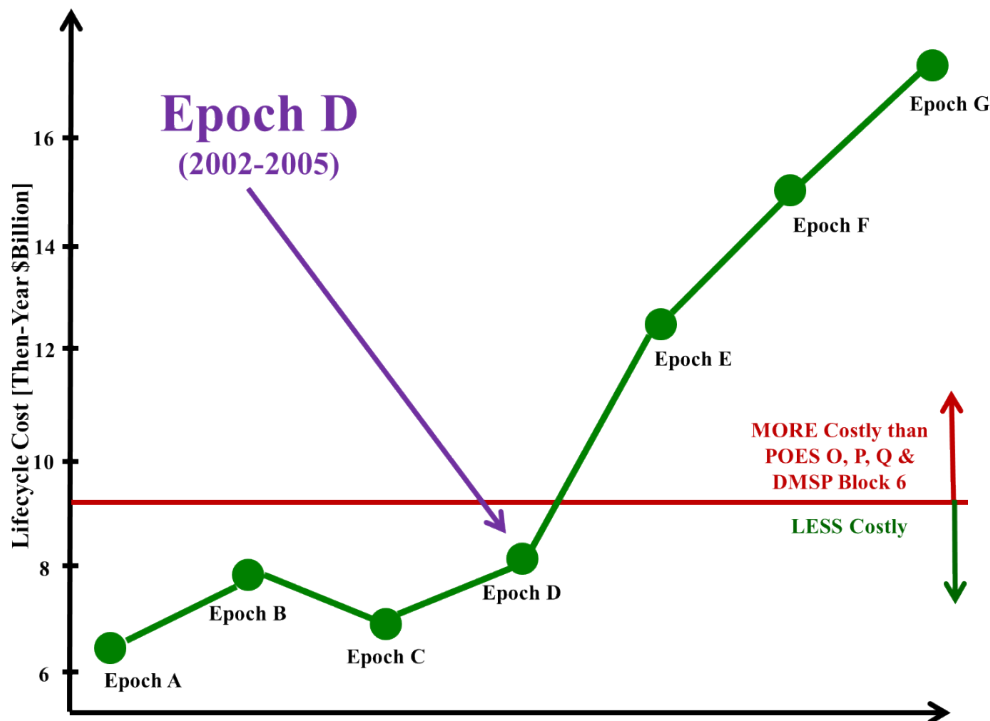 Epoch D
(2002-2005)
Lifecycle Cost [Then-Year $Billion]
16
14
12
10
8
6
Epoch A
Epoch B
Epoch C
Epoch D
Epoch E
Epoch F
Epoch G
MORE Costly than
POES O, P, Q &
DMSP Block 6
LESS Costly